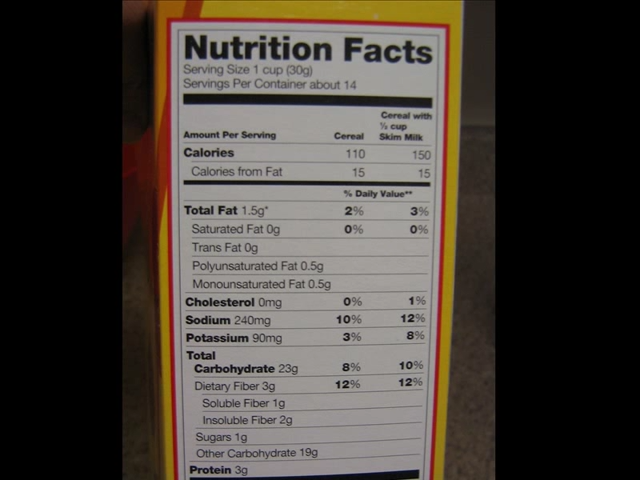 Nutrition Facts
Serving Size 1 cup (30g)
Servings Per Container about 14
Amount Per Serving Cereal Cereal with ½ cup Skim Milk
Calories 110 150
Calories from Fat 15 15
% Daily Value**
Total Fat 1.5g* 2% 3%
Saturated Fat 0g 0% 0%
Trans Fat 0g
Polyunsaturated Fat 0.5g
Monounsaturated Fat 0.5g
Cholesterol 0mg 0% 1%
Sodium 240mg 10% 12%
Potassium 90mg 3% 8%
Total
Carbohydrate 23g 8% 10%
Dietary Fiber 3g 12% 12%
Soluble Fiber 1g
Insoluble Fiber 2g
Sugars 1g
Other Carbohydrate 19g
Protein 3g